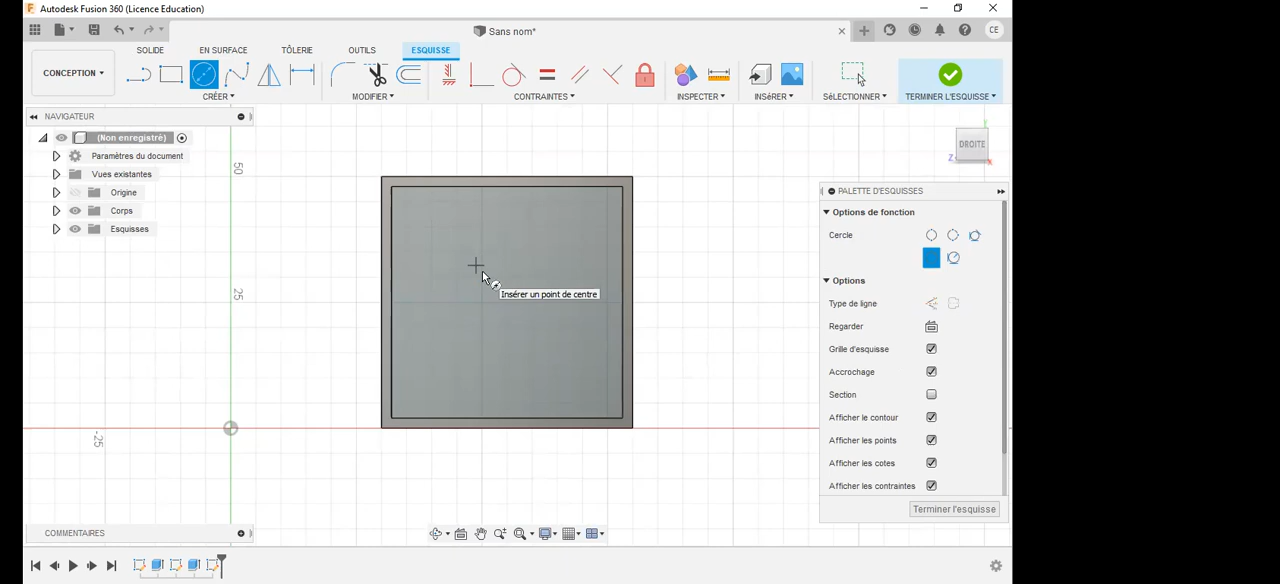 Autodesk Fusion 360 (Licence Education)
Sans nom*
CE
SOLIDE EN SURFACE TÔLERIE OUTILS ESQUISSE
CONCEPTION
CRÉER MODIFIER CONTRAINTES INSPECTER INSÉRER SÉLECTIONNER TERMINER L'ESQUISSE
NAVIGATEUR
(Non enregistré)
Paramètres du document
Vues existantes
Origine
Corps
Esquisses
50
25
-25
DROITE
Z
Insérer un point de centre
PALETTE D'ESQUISSES
Options de fonction
Cercle
Options
Type de ligne
Regarder
Grille d'esquisse
Accrochage
Section
Afficher le contour
Afficher les points
Afficher les cotes
Afficher les contraintes
Terminer l'esquisse
COMMENTAIRES